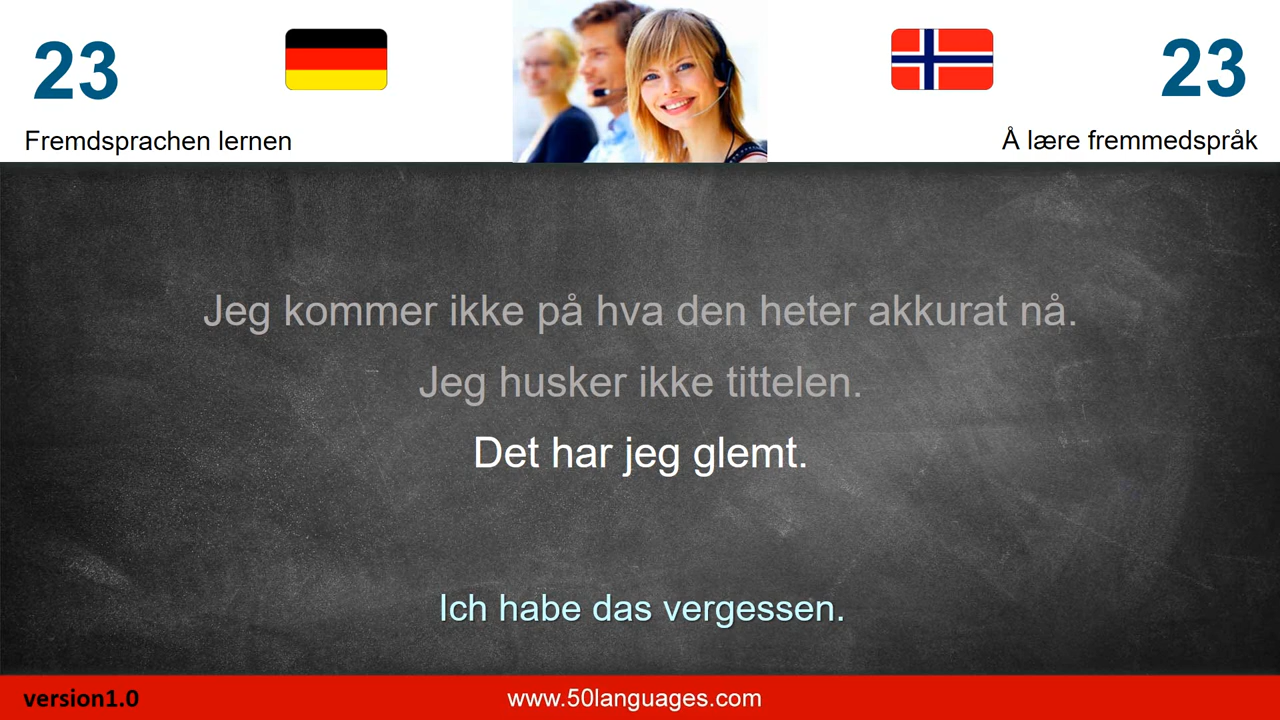 23
23
Fremdsprachen lernen
Å lære fremmedspråk
Jeg kommer ikke på hva den heter akkurat nå.
Jeg husker ikke tittelen.
Det har jeg glemt.
Ich habe das vergessen.
version1.0
www.50languages.com